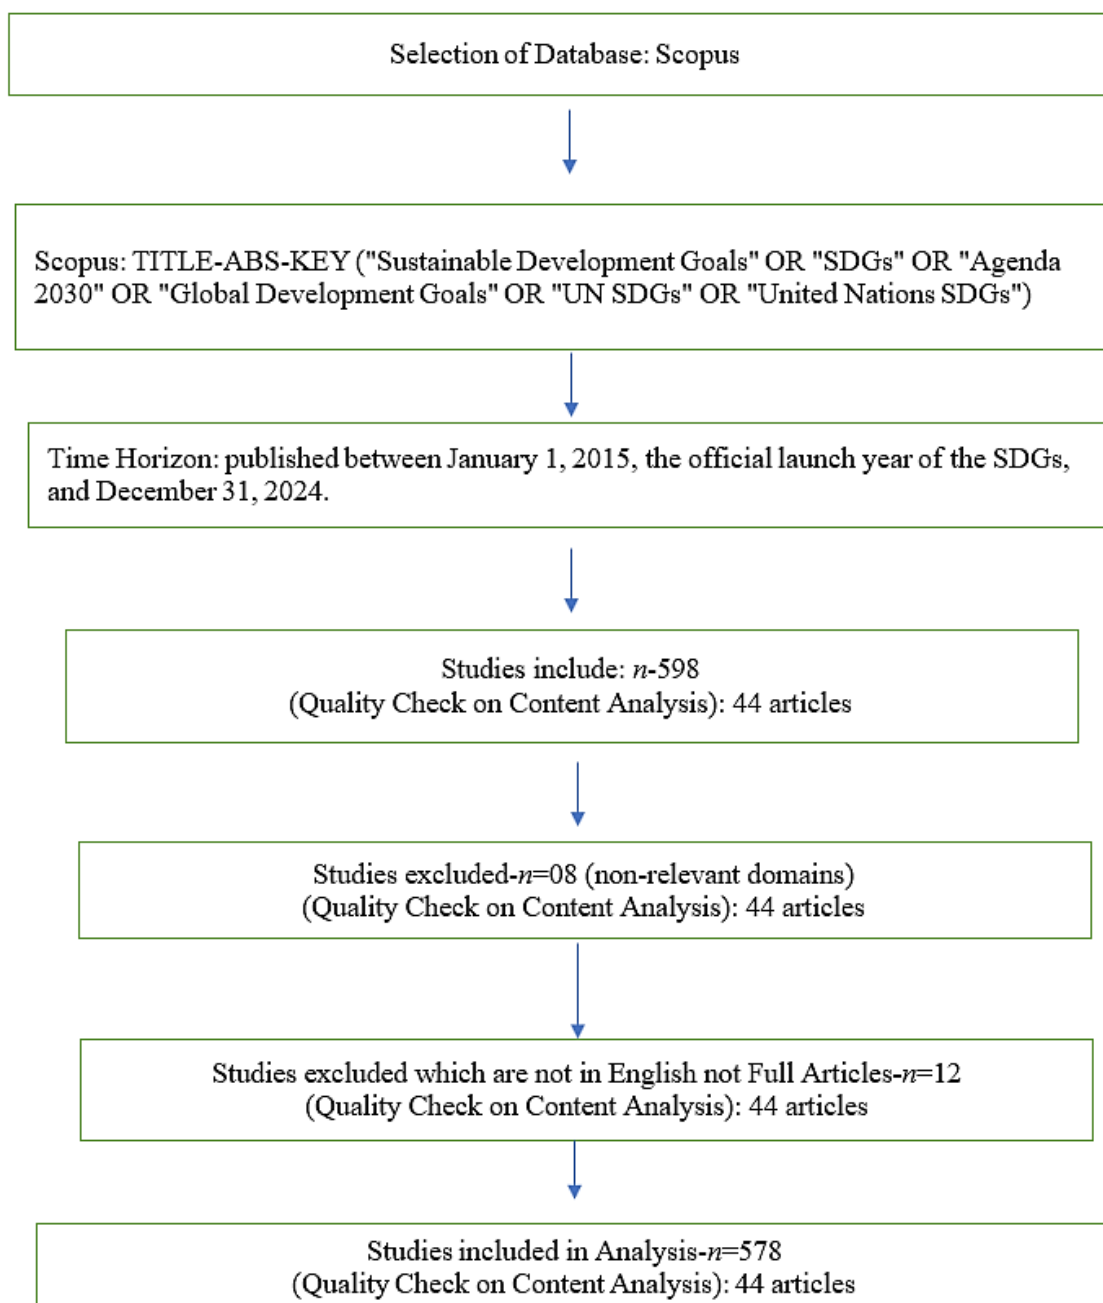 Selection of Database: Scopus
Scopus: TITLE-ABS-KEY ("Sustainable Development Goals" OR "SDGs" OR "Agenda
2030" OR "Global Development Goals" OR "UN SDGs" OR "United Nations SDGs")
Time Horizon: published between January 1, 2015, the official launch year of the SDGs,
and December 31, 2024.
Studies include: n-598
(Quality Check on Content Analysis): 44 articles
Studies excluded-n=08 (non-relevant domains)
(Quality Check on Content Analysis): 44 articles
Studies excluded which are not in English not Full Articles-n=12
(Quality Check on Content Analysis): 44 articles
Studies included in Analysis-n=578
(Quality Check on Content Analysis): 44 articles